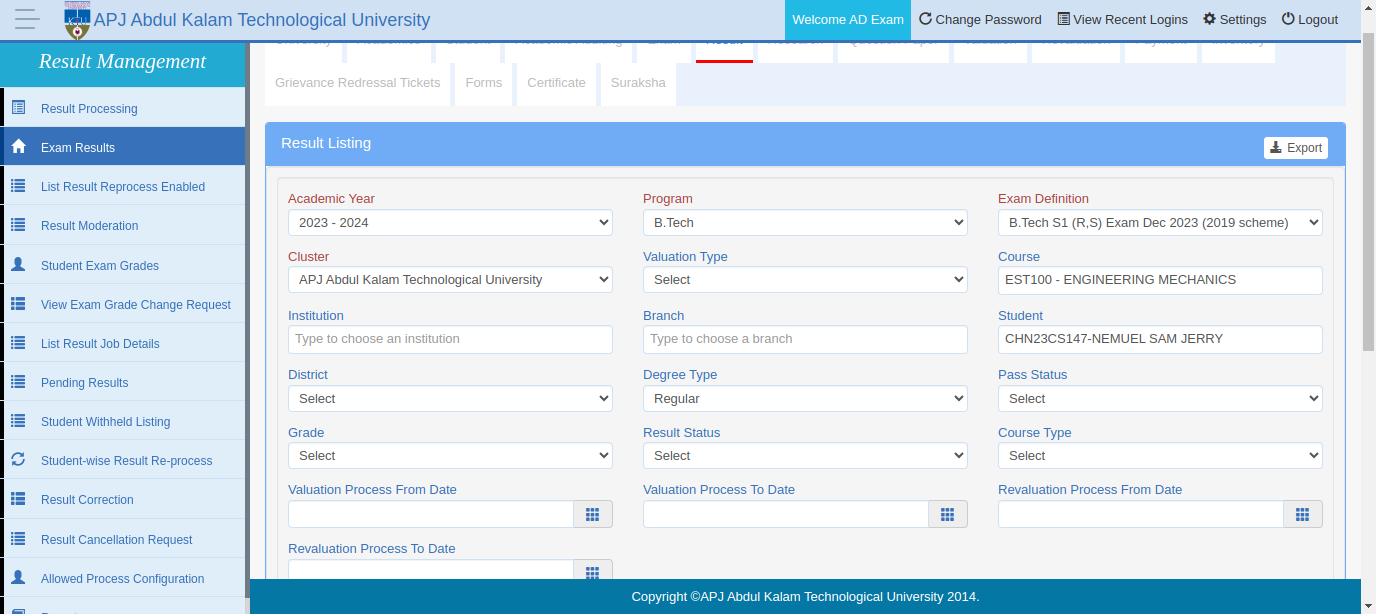 APJ Abdul Kalam Technological University
Welcome AD Exam
Change Password
View Recent Logins
Settings
Logout
Result Management
Grievance Redressal Tickets
Forms
Certificate
Suraksha
Result Processing
Exam Results
List Result Reprocess Enabled
Result Moderation
Student Exam Grades
View Exam Grade Change Request
List Result Job Details
Pending Results
Student Withheld Listing
Student-wise Result Re-process
Result Correction
Result Cancellation Request
Allowed Process Configuration
Result Listing
Export
Academic Year
Program
Exam Definition
2023 - 2024
B.Tech
B.Tech S1 (R,S) Exam Dec 2023 (2019 scheme)
Cluster
Valuation Type
Course
APJ Abdul Kalam Technological University
Select
EST100 - ENGINEERING MECHANICS
Institution
Branch
Student
Type to choose an institution
Type to choose a branch
CHN23CS147-NEMUEL SAM JERRY
District
Degree Type
Pass Status
Select
Regular
Select
Grade
Result Status
Course Type
Select
Select
Select
Valuation Process From Date
Valuation Process To Date
Revaluation Process From Date
Revaluation Process To Date
Copyright ©APJ Abdul Kalam Technological University 2014.